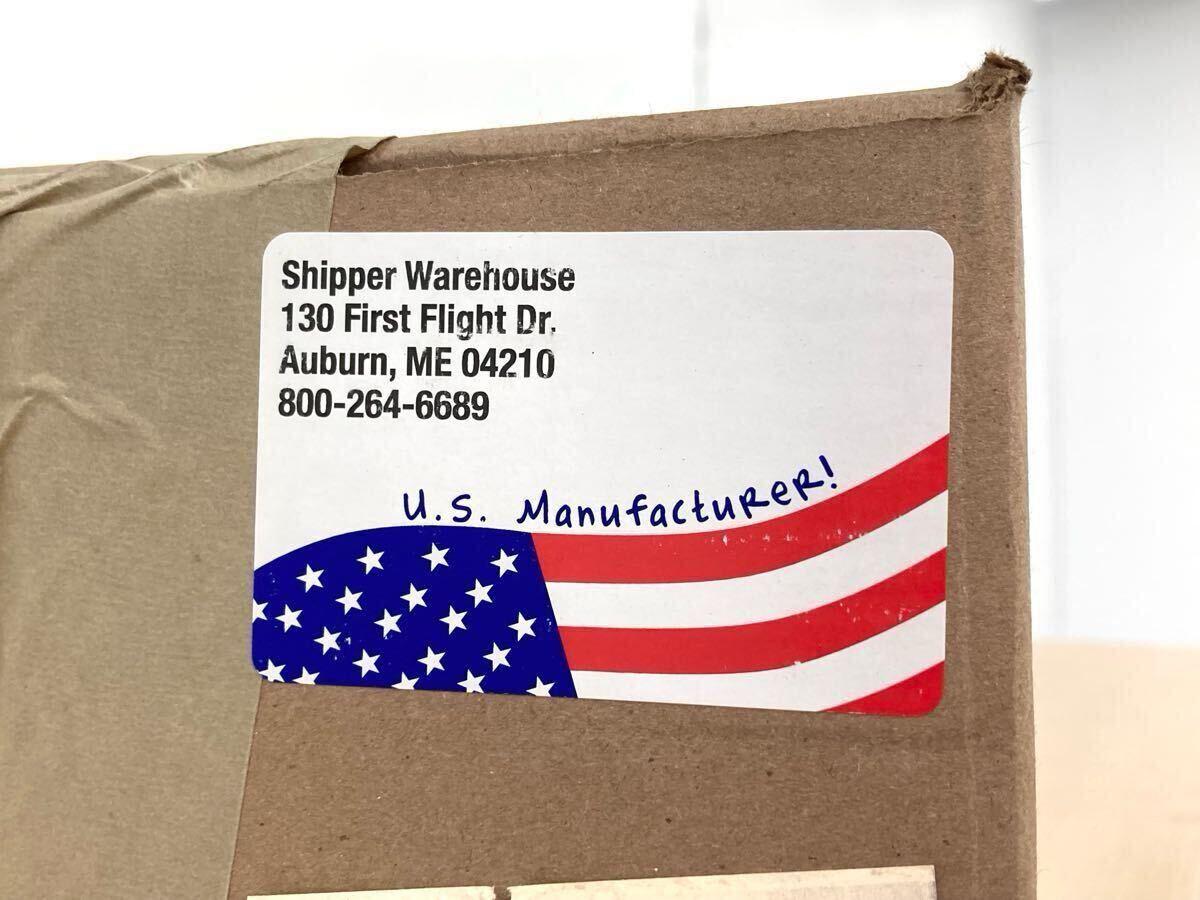 Shipper Warehouse
130 First Flight Dr.
Auburn, ME 04210
800-264-6689
U.S. Manufacturer!